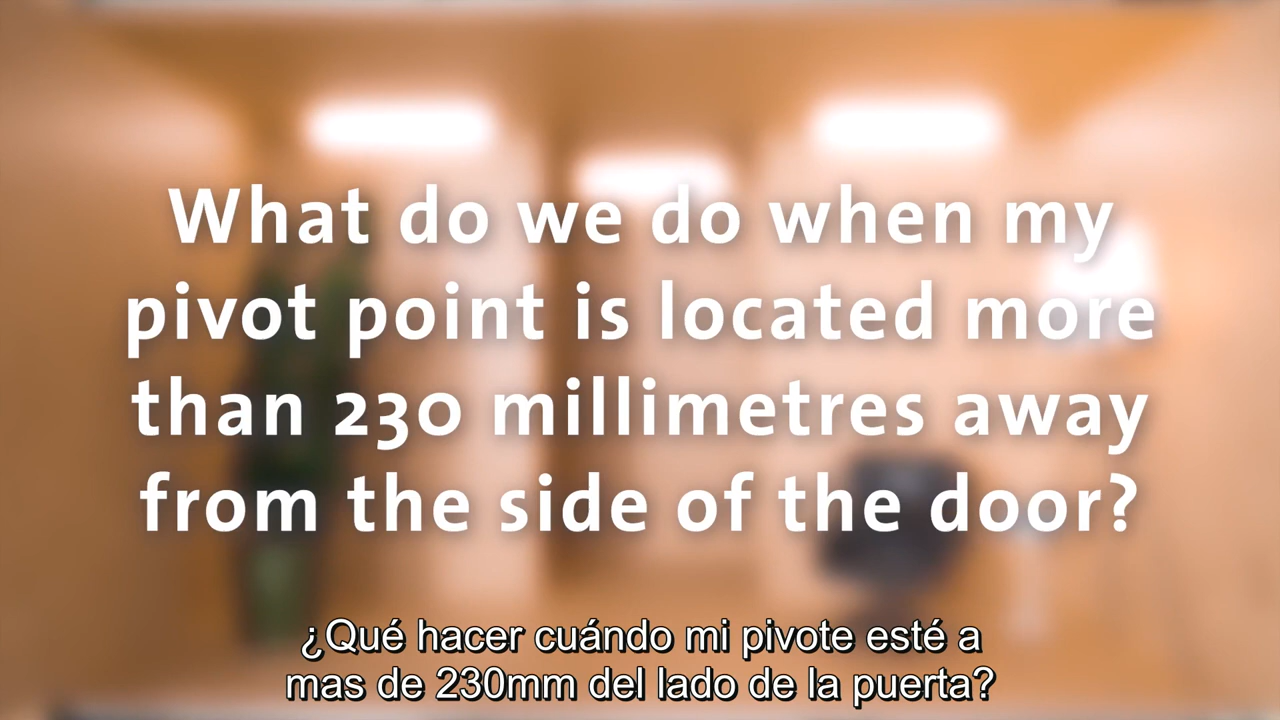 What do we do when my
pivot point is located more
than 230 millimetres away
from the side of the door?
¿Qué hacer cuándo mi pivote esté a
mas de 230mm del lado de la puerta?